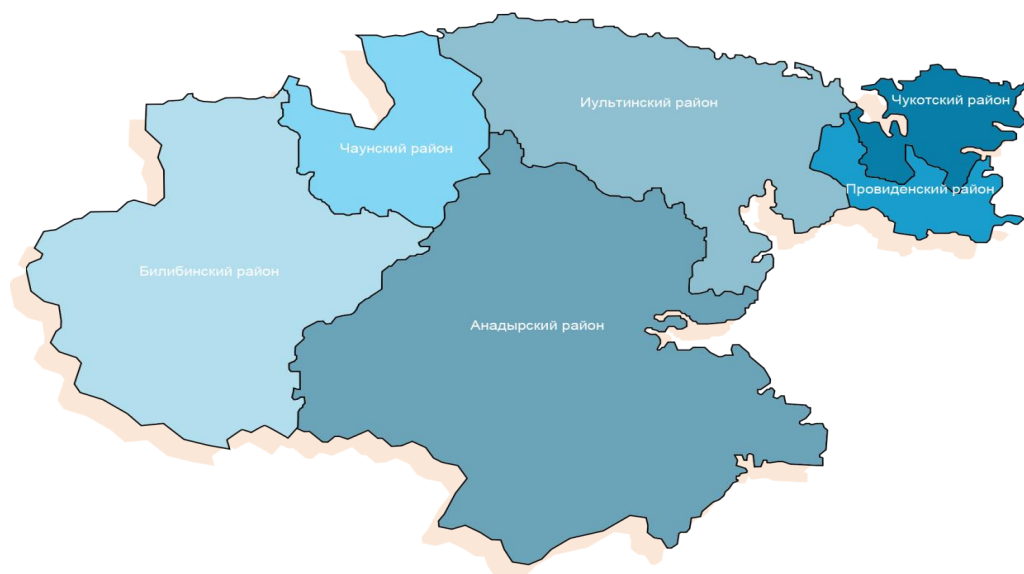 Иультинский район
Чукотский район
Чаунский район
Провиденский район
Билибинский район
Анадырский район